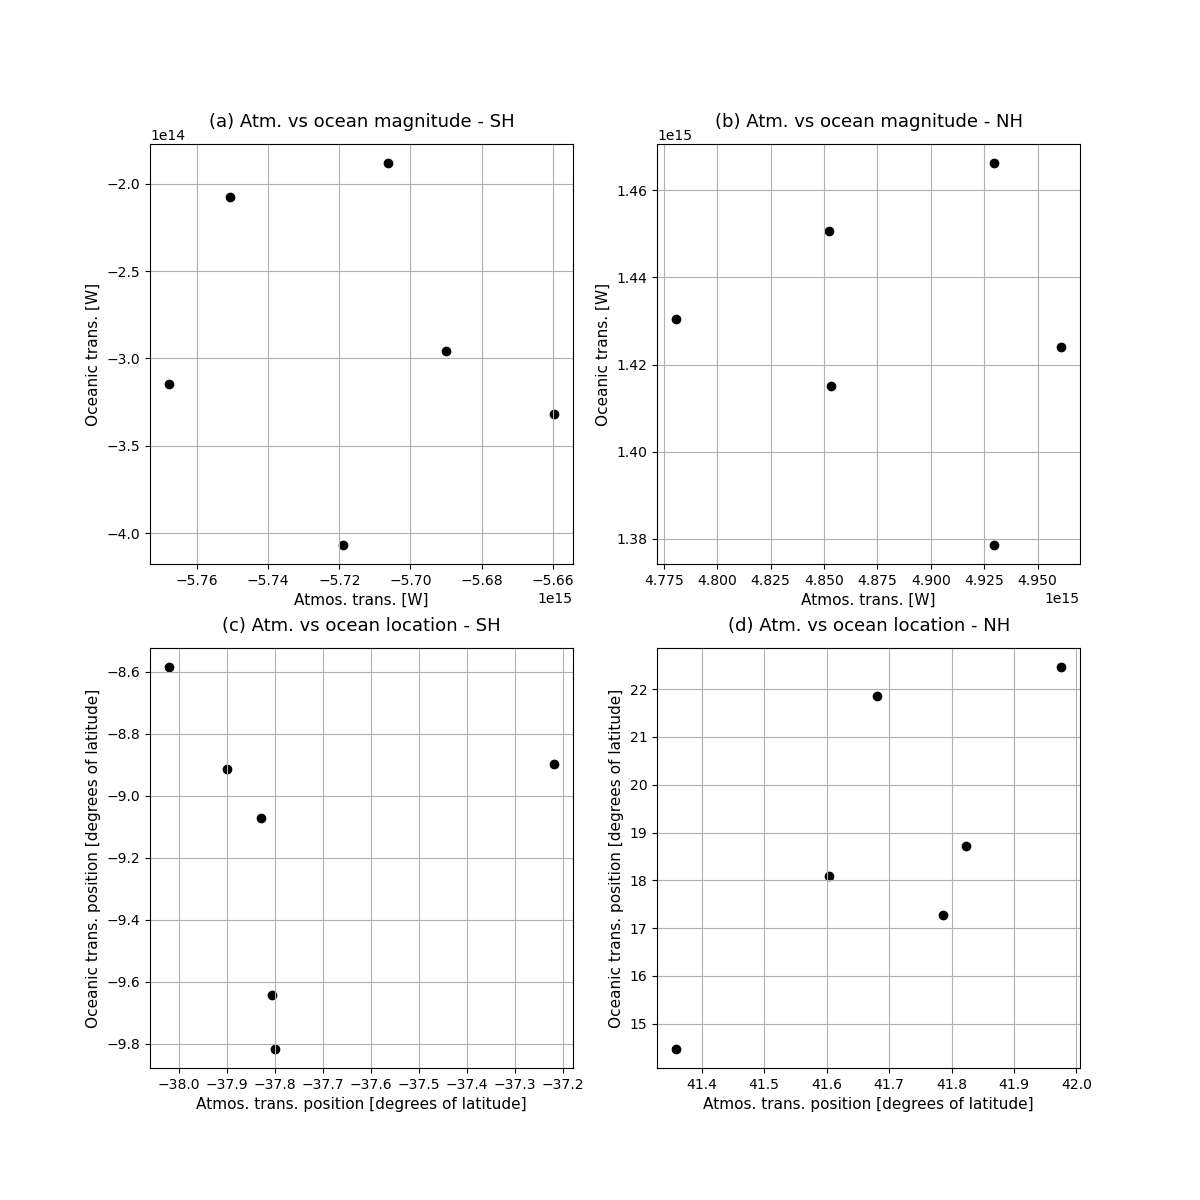 (a) Atm. vs ocean magnitude - SH
(b) Atm. vs ocean magnitude - NH
1e14
1e15
−2.0
−2.5
−3.0
−3.5
−4.0
Oceanic trans. [W]
−5.76 −5.74 −5.72 −5.70 −5.68 −5.66
Atmos. trans. [W]
1e15
1.46
1.44
1.42
1.40
1.38
Oceanic trans. [W]
4.775 4.800 4.825 4.850 4.875 4.900 4.925 4.950
Atmos. trans. [W]
1e15
(c) Atm. vs ocean location - SH
(d) Atm. vs ocean location - NH
−8.6
−8.8
−9.0
−9.2
−9.4
−9.6
−9.8
Oceanic trans. position [degrees of latitude]
−38.0 −37.9 −37.8 −37.7 −37.6 −37.5 −37.4 −37.3 −37.2
Atmos. trans. position [degrees of latitude]
22
21
20
19
18
17
16
15
Oceanic trans. position [degrees of latitude]
41.4 41.5 41.6 41.7 41.8 41.9 42.0
Atmos. trans. position [degrees of latitude]